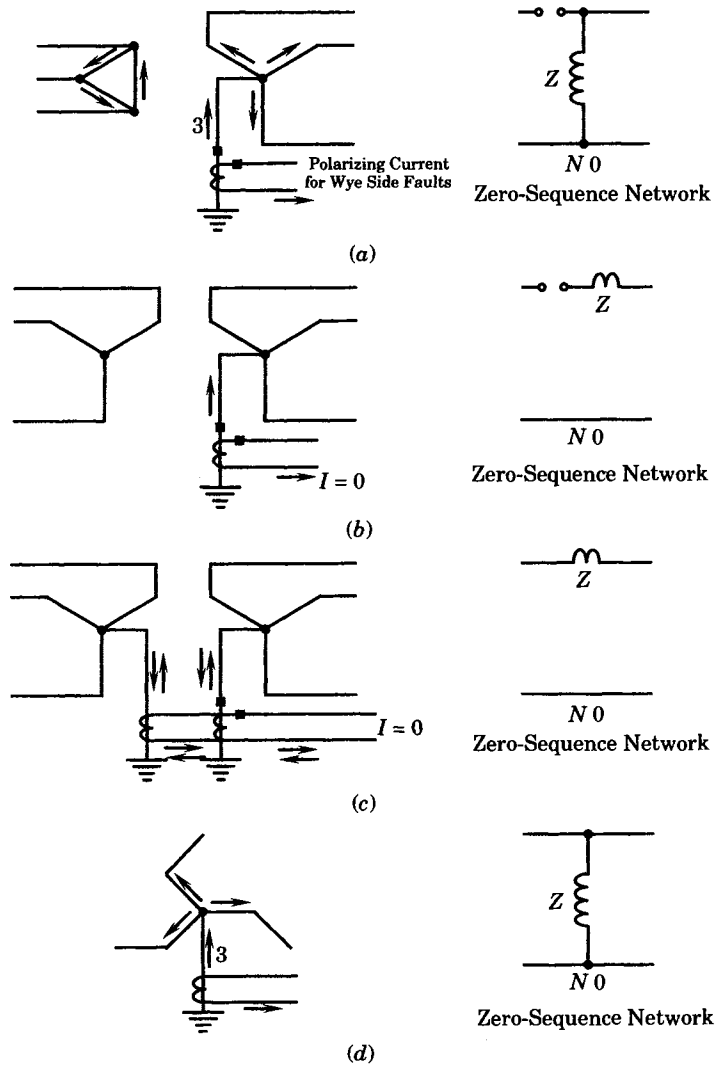 Z
3
Polarizing Current
for Wye Side Faults
N 0
Zero-Sequence Network
(a)
Z
I = 0
N 0
Zero-Sequence Network
(b)
Z
I = 0
N 0
Zero-Sequence Network
(c)
Z
3
N 0
Zero-Sequence Network
(d)